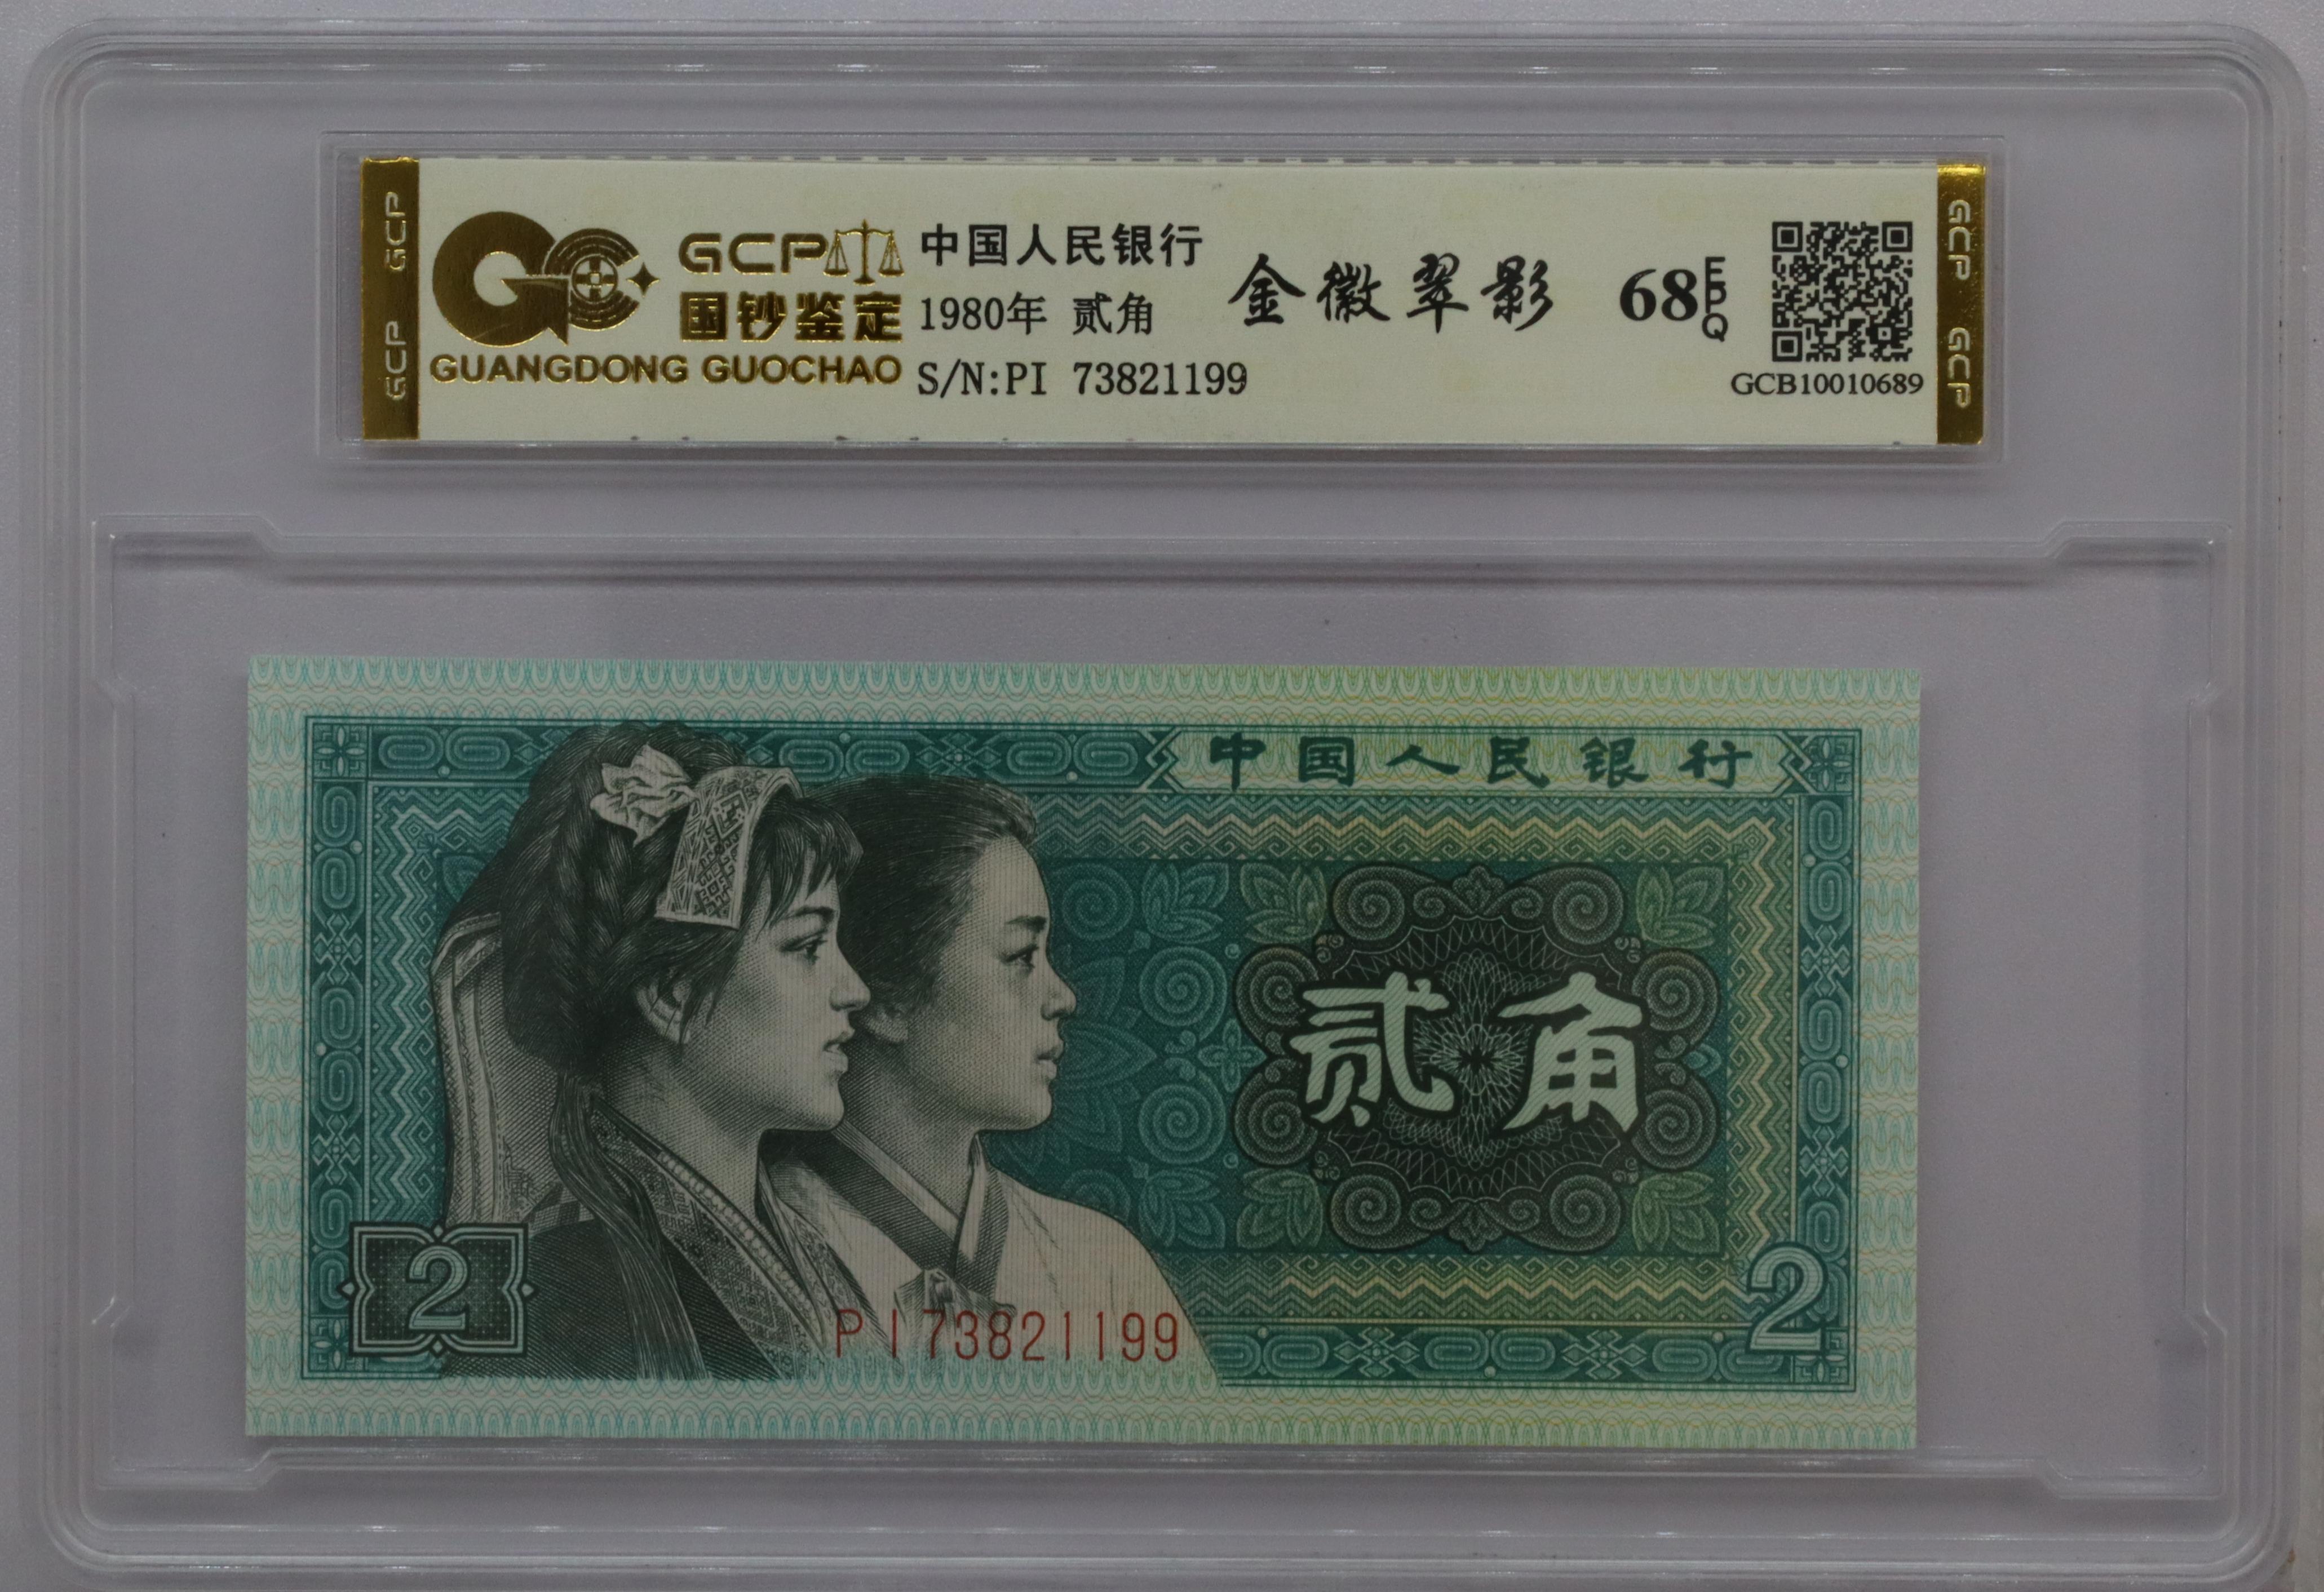 GCP GCP
GCP
国钞鉴定
GUANGDONG GUOCHAO
中国人民银行
1980年 贰角
S/N:PI 73821199
金徽翠影
68 EPQ
GCB10010689
GCP GCP
中国人民银行
贰角
2
2
PI73821199